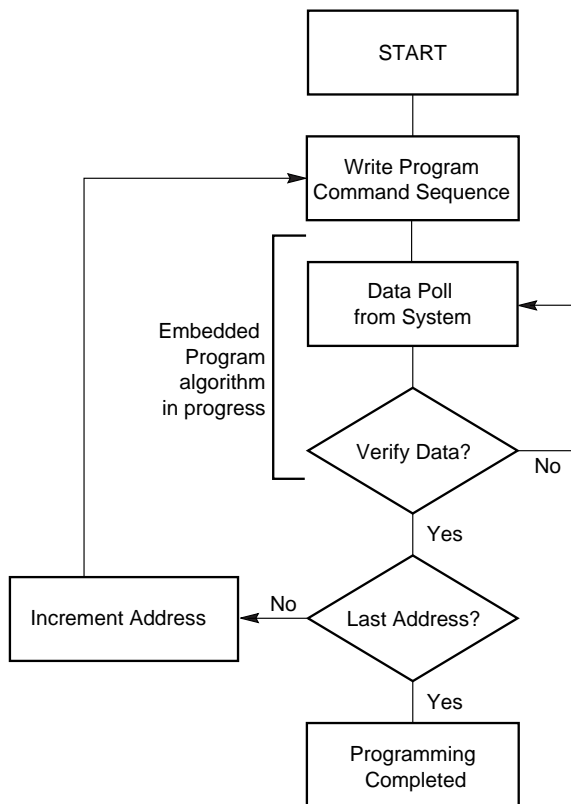 START
Write Program
Command Sequence
Data Poll
from System
Embedded
Program
algorithm
in progress
Verify Data?
No
Yes
Last Address?
No
Increment Address
Yes
Programming
Completed